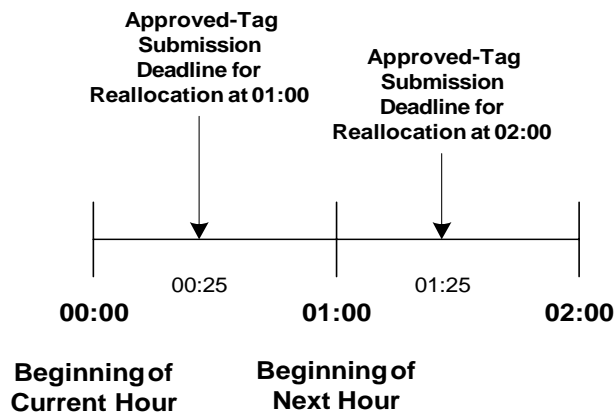 Approved-Tag
Submission
Deadline for
Reallocation at 01:00
Approved-Tag
Submission
Deadline for
Reallocation at 02:00
00:25
01:25
00:00
01:00
02:00
Beginning of
Current Hour
Beginning of
Next Hour